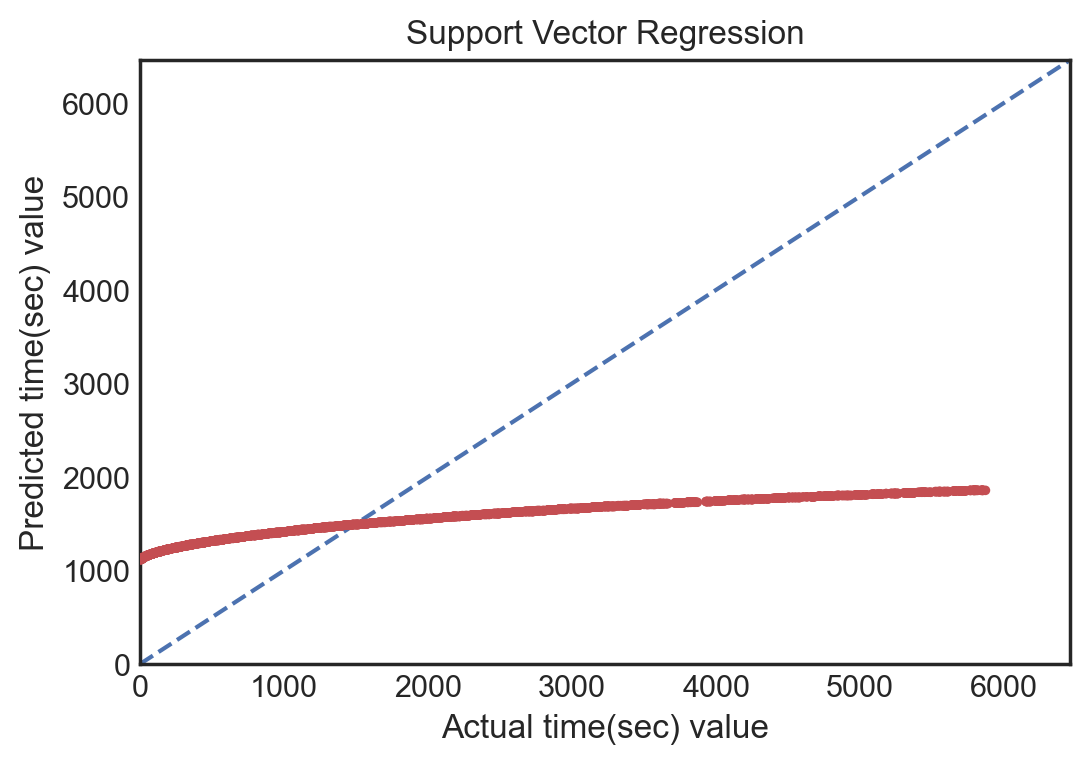 Support Vector Regression
6000
5000
4000
3000
2000
1000
0
Predicted time(sec) value
0 1000 2000 3000 4000 5000 6000
Actual time(sec) value